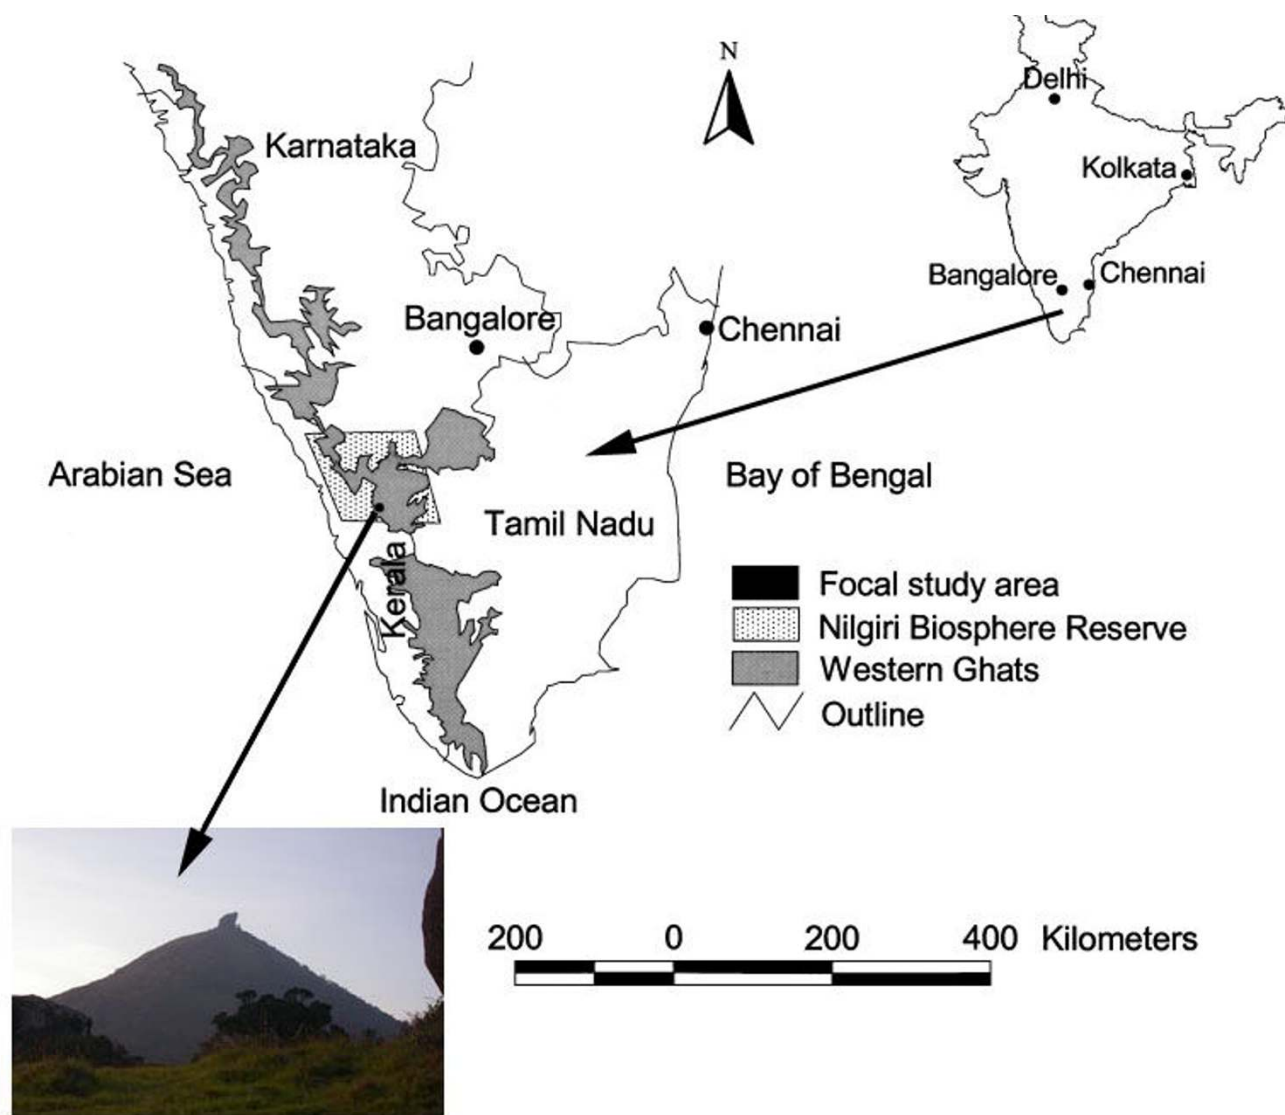 N
Delhi
Kolkata
Bangalore
Chennai
Karnataka
Bangalore
Chennai
Arabian Sea
Bay of Bengal
Tamil Nadu
Kerala
Focal study area
Nilgiri Biosphere Reserve
Western Ghats
Outline
Indian Ocean
200 0 200 400 Kilometers